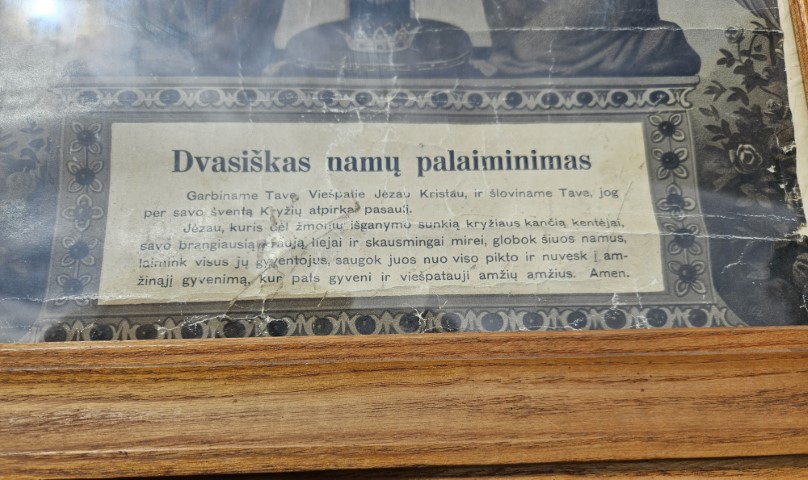 Dvasiškas namų palaiminimas
Garbiname Tave, Viešpatie Jėzau Kristau, ir šloviname Tave, jog
per savo šventą Kryžių atpirkai pasaulį.
Jėzau, kuris dėl žmonių išganymo sunkią kryžiaus kančią kentėjai,
savo brangiausią kraują liejai ir skausmingai mirei, globok šiuos namus,
laimink visus jų gyventojus, saugok juos nuo viso pikto ir nuvesk į am-
žinąjį gyvenimą, kur pats gyveni ir viešpatauji amžių amžius. Amen.